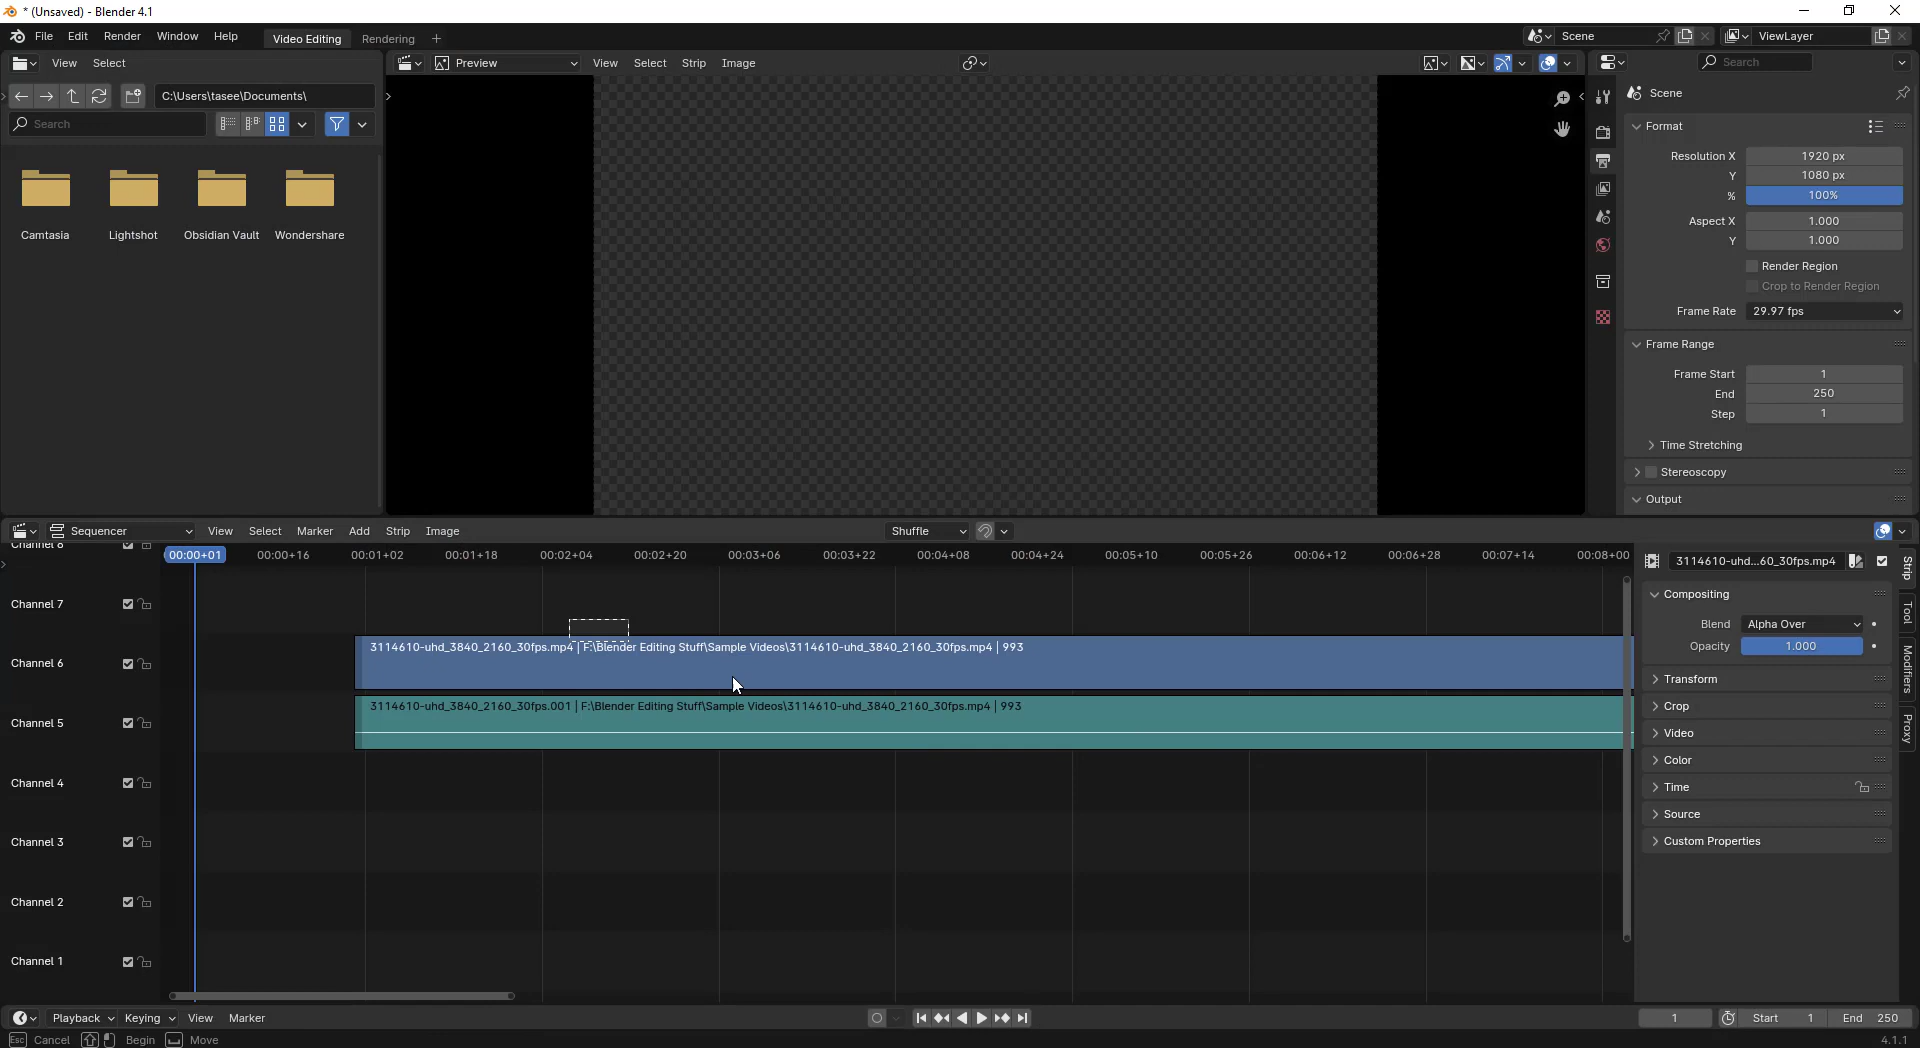 * (Unsaved) - Blender 4.1
File Edit Render Window Help Video Editing Rendering + Scene ViewLayer
View Select Preview View Select Strip Image Search
C:\Users\tasee\Documents\ Scene
Search
Format
Resolution X 1920 px
Y 1080 px
% 100%
Camtasia Lightshot Obsidian Vault Wondershare
Aspect X 1.000
Y 1.000
Render Region
Crop to Render Region
Frame Rate 29.97 fps
Frame Range
Frame Start 1
End 250
Step 1
Time Stretching
Stereoscopy
Output
Sequencer View Select Marker Add Strip Image Shuffle
Channel 8
00:00+01 00:00+16 00:01+02 00:01+18 00:02+04 00:02+20 00:03+06 00:03+22 00:04+08 00:04+24 00:05+10 00:05+26 00:06+12 00:06+28 00:07+14 00:08+00
3114610-uhd...60_30fps.mp4
Strip
Tool
Modifiers
Proxy
Compositing
Blend Alpha Over
Opacity 1.000
Transform
Crop
Video
Color
Time
Source
Custom Properties
Channel 7
Channel 6
3114610-uhd_3840_2160_30fps.mp4 | F:\Blender Editing Stuff\Sample Videos\3114610-uhd_3840_2160_30fps.mp4 | 993
Channel 5
3114610-uhd_3840_2160_30fps.001 | F:\Blender Editing Stuff\Sample Videos\3114610-uhd_3840_2160_30fps.mp4 | 993
Channel 4
Channel 3
Channel 2
Channel 1
Playback Keying View Marker 1 Start 1 End 250
Esc Cancel Begin Move 4.1.1